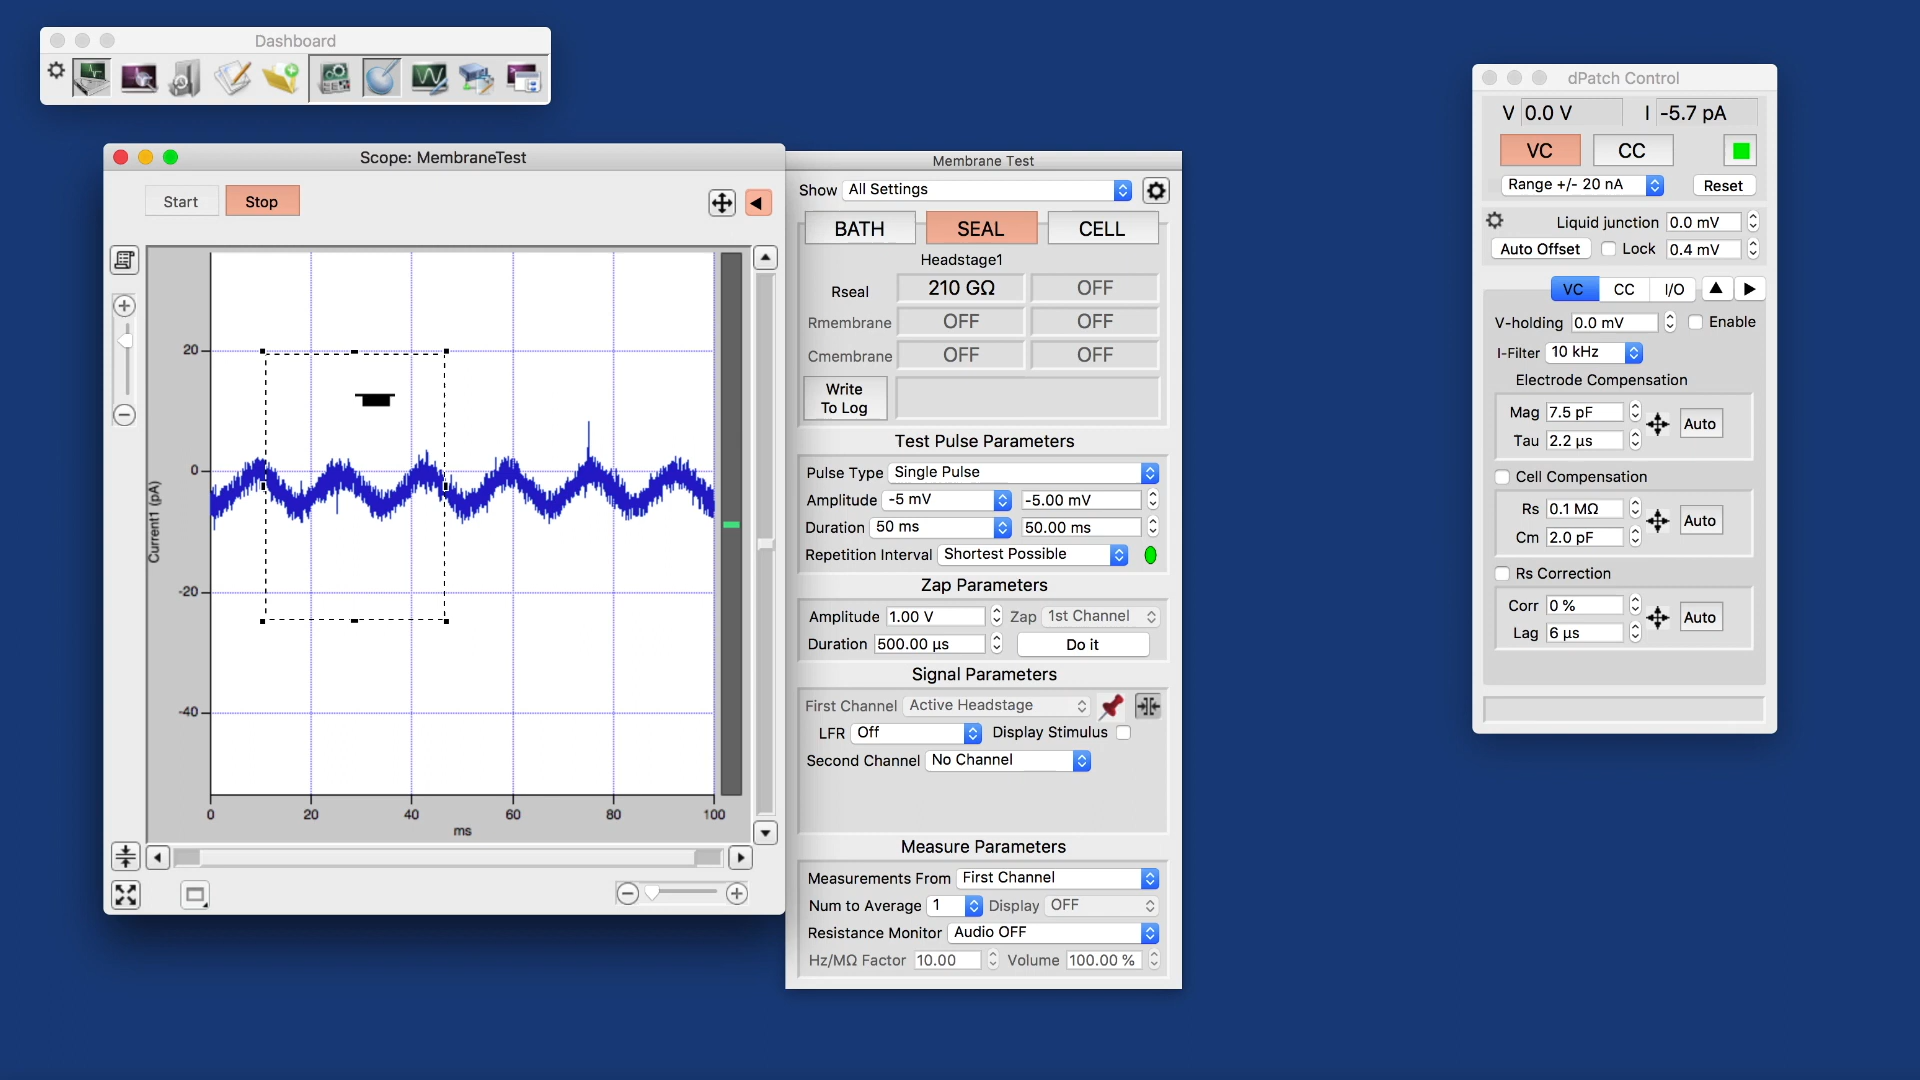 Dashboard
Scope: MembraneTest
Start
Stop
Current1 (pA)
20
0
-20
-40
0
20
40
60
80
100
ms
Membrane Test
Show All Settings
BATH
SEAL
CELL
Headstage1
Rseal 210 GΩ OFF
Rmembrane OFF OFF
Cmembrane OFF OFF
Write
To Log
Test Pulse Parameters
Pulse Type Single Pulse
Amplitude -5 mV -5.00 mV
Duration 50 ms 50.00 ms
Repetition Interval Shortest Possible
Zap Parameters
Amplitude 1.00 V Zap 1st Channel
Duration 500.00 µs Do it
Signal Parameters
First Channel Active Headstage
LFR Off Display Stimulus
Second Channel No Channel
Measure Parameters
Measurements From First Channel
Num to Average 1 Display OFF
Resistance Monitor Audio OFF
Hz/MΩ Factor 10.00 Volume 100.00 %
dPatch Control
V 0.0 V I -5.7 pA
VC CC
Range +/- 20 nA Reset
Liquid junction 0.0 mV
Auto Offset Lock 0.4 mV
VC CC I/O
V-holding 0.0 mV Enable
I-Filter 10 kHz
Electrode Compensation
Mag 7.5 pF
Auto
Tau 2.2 µs
Cell Compensation
Rs 0.1 MΩ
Auto
Cm 2.0 pF
Rs Correction
Corr 0 %
Auto
Lag 6 µs